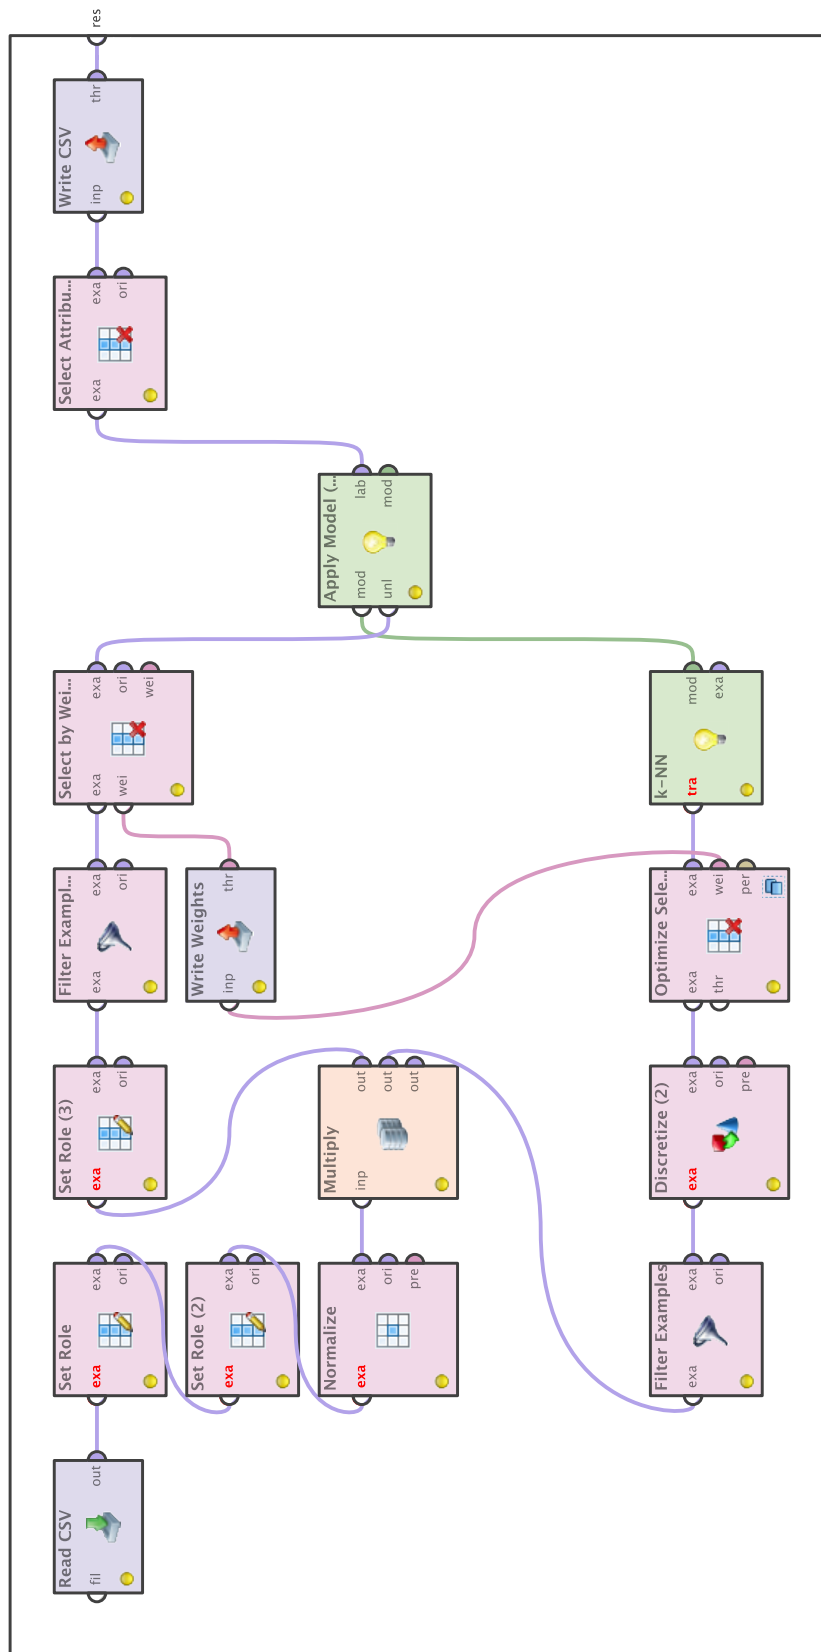 Read CSV
fil
out
Set Role
exa
exa
ori
Set Role (3)
exa
exa
ori
Filter Exampl...
exa
exa
ori
Select by Wei...
exa
wei
exa
ori
wei
Select Attribu...
exa
exa
ori
Write CSV
inp
thr
res
Set Role (2)
exa
exa
ori
Write Weights
inp
thr
Normalize
exa
exa
ori
pre
Multiply
inp
out
out
out
Apply Model (...
mod
unl
lab
mod
Filter Examples
exa
exa
ori
Discretize (2)
exa
exa
ori
pre
Optimize Sele...
exa
thr
exa
wei
per
k-NN
tra
mod
exa